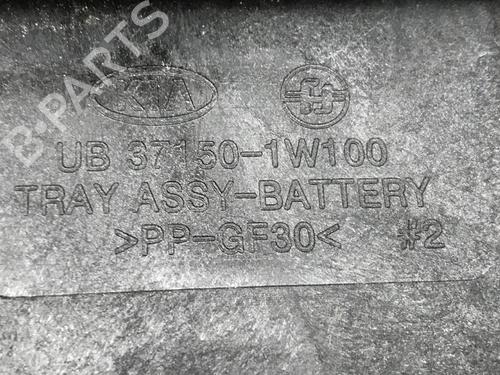 B-PARTS
KIA
UB 37150-1W100
TRAY ASSY-BATTERY
>PP-GF30< #2